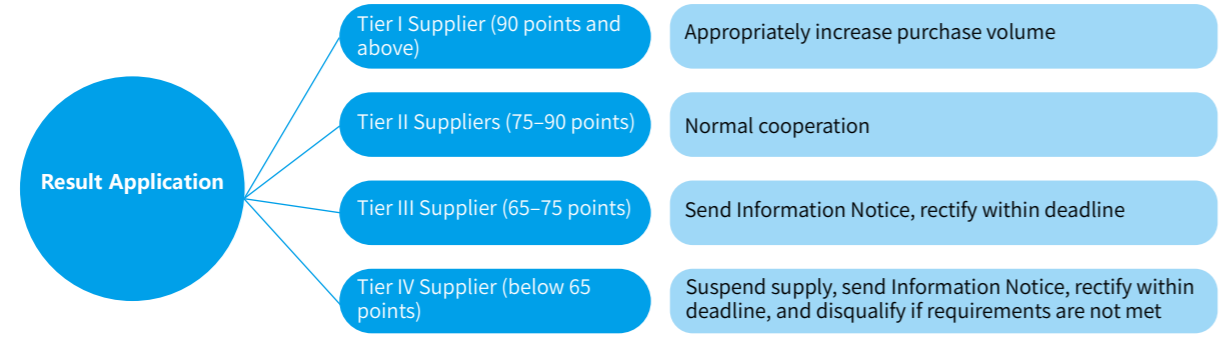 Result Application
Tier I Supplier (90 points and
above)
Appropriately increase purchase volume
Tier II Suppliers (75–90 points)
Normal cooperation
Tier III Supplier (65–75 points)
Send Information Notice, rectify within deadline
Tier IV Supplier (below 65
points)
Suspend supply, send Information Notice, rectify within
deadline, and disqualify if requirements are not met